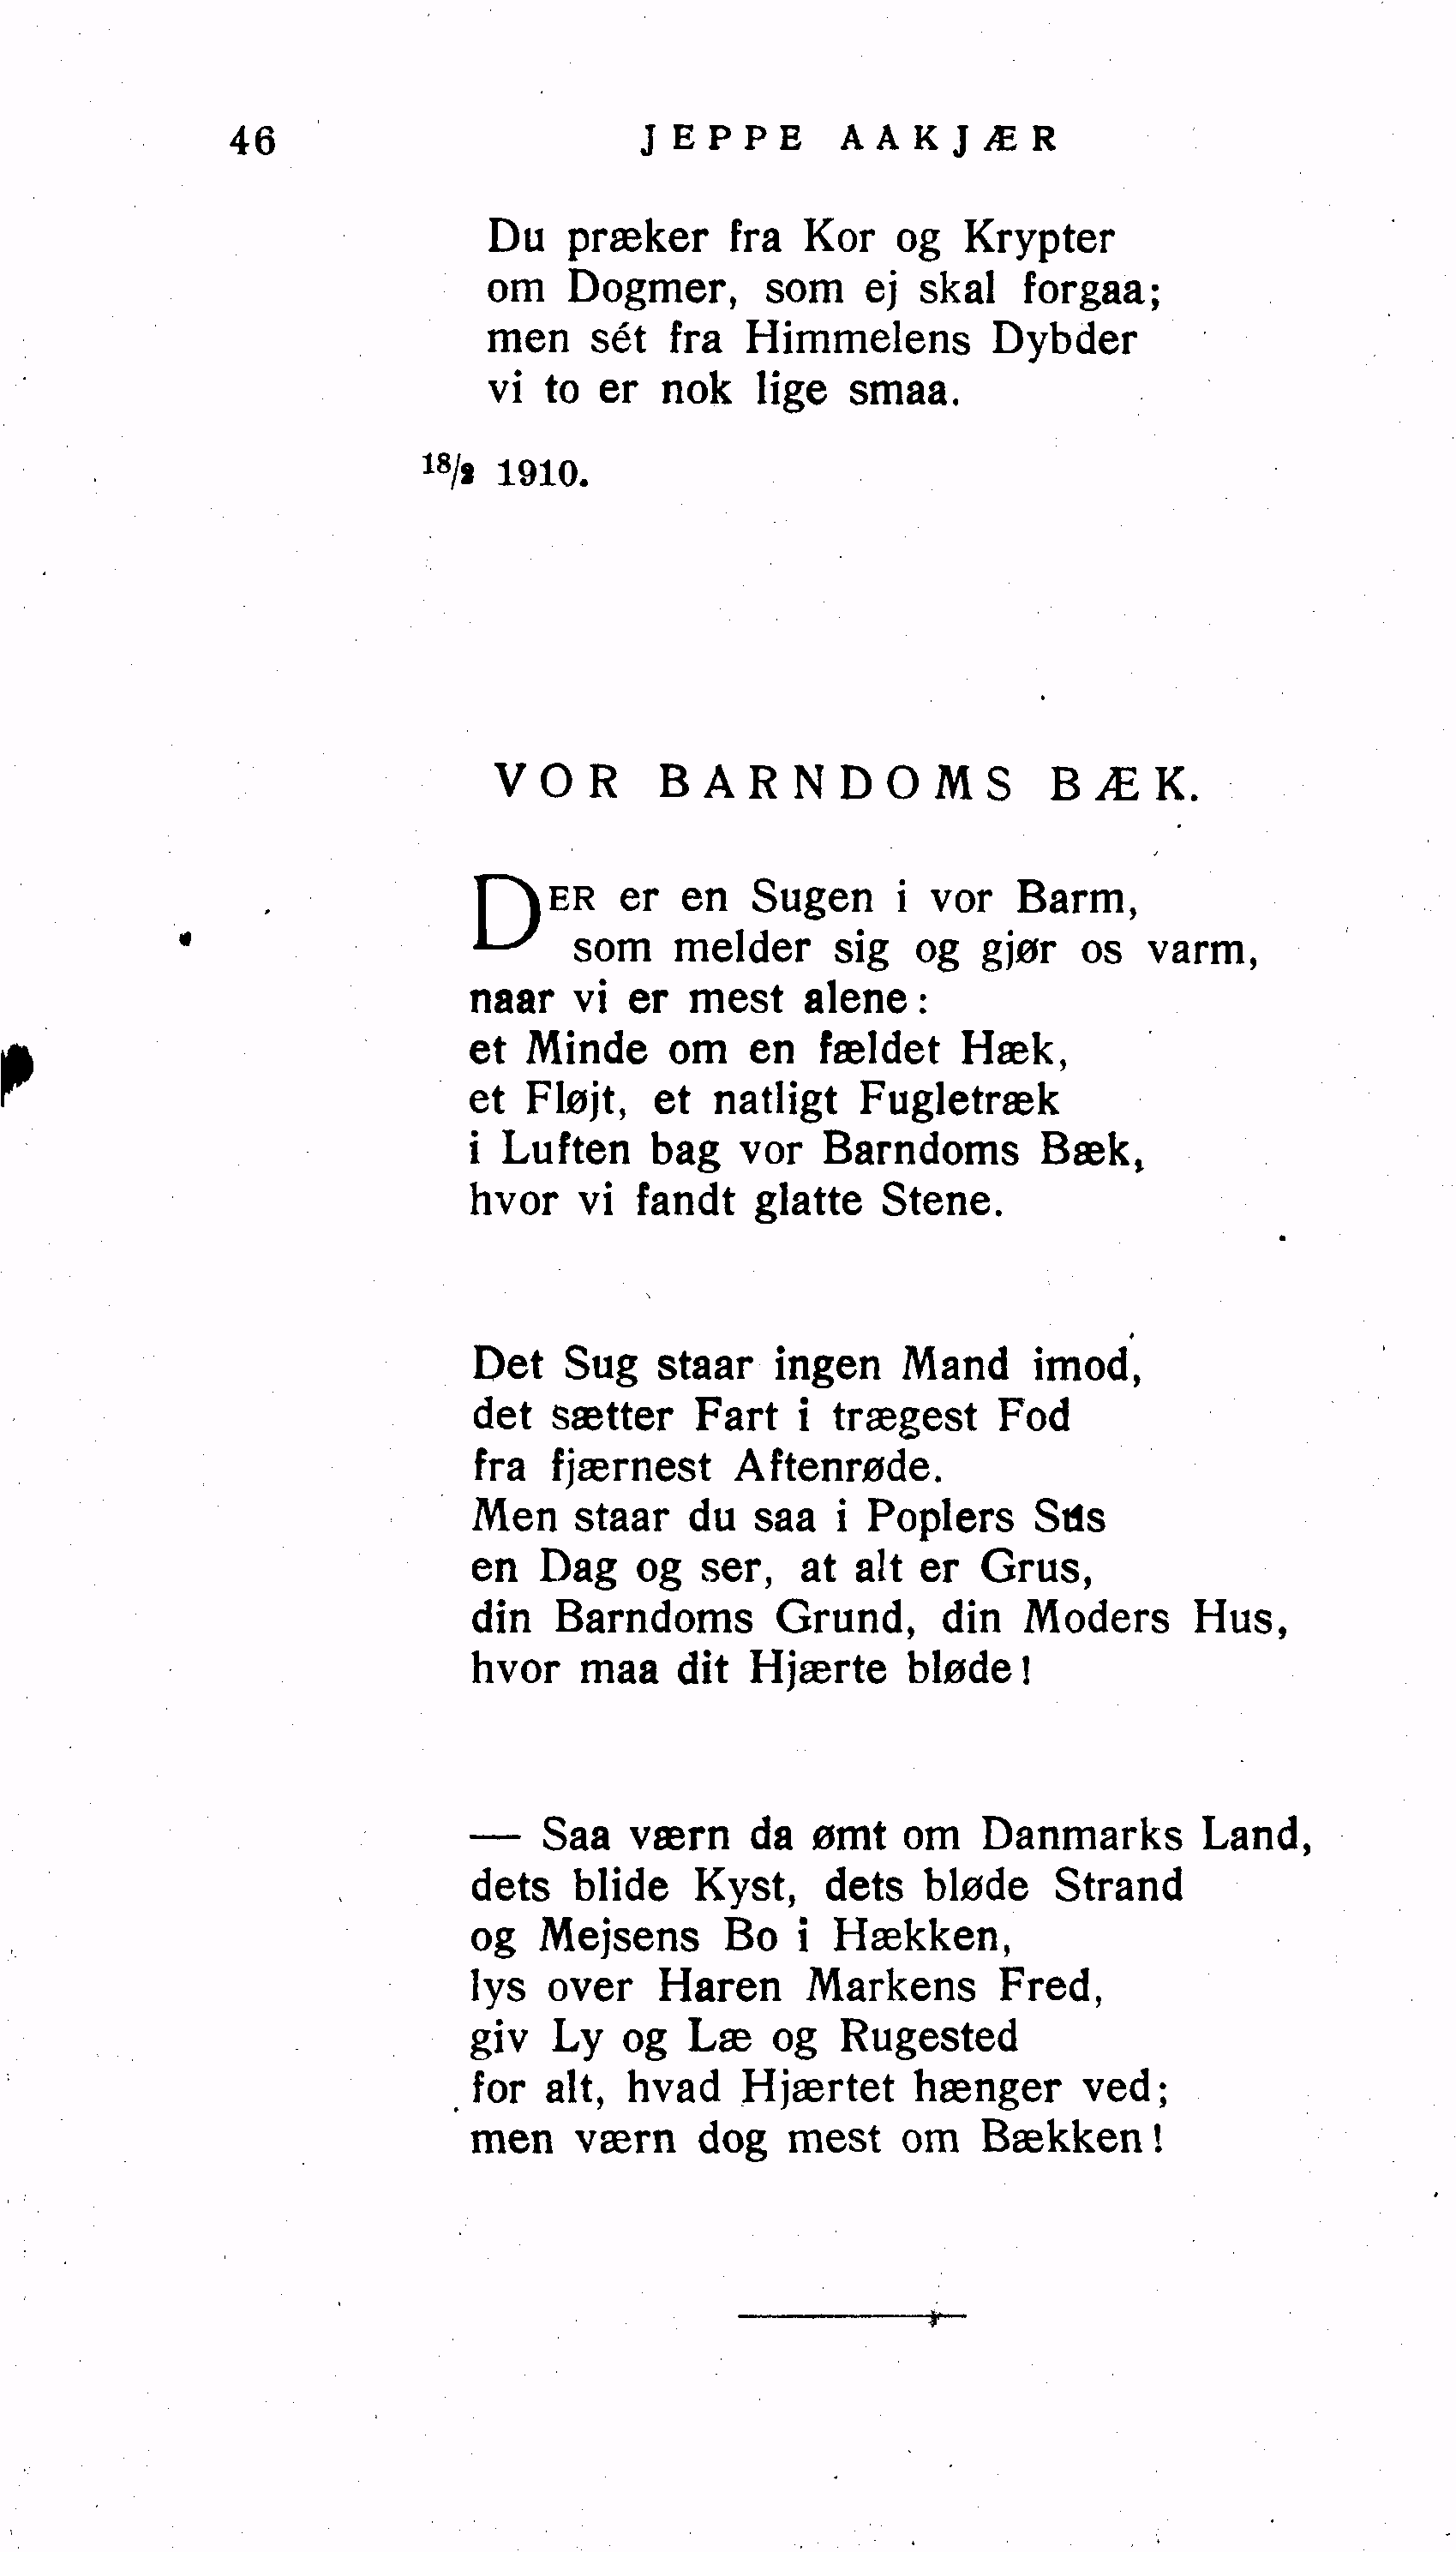 46 JEPPE AAKJÆR
Du præker fra Kor og Krypter
om Dogmer, som ej skal forgaa;
men sét fra Himmelens Dybder
vi to er nok lige smaa.
18/2 1910.
VOR BARNDOMS BÆK.
DER er en Sugen i vor Barm,
som melder sig og gjør os varm,
naar vi er mest alene:
et Minde om en fældet Hæk,
et Fløjt, et natligt Fugletræk
i Luften bag vor Barndoms Bæk,
hvor vi fandt glatte Stene.
Det Sug staar ingen Mand imod,
det sætter Fart i trægest Fod
fra fjærnest Aftenrøde.
Men staar du saa i Poplers Sus
en Dag og ser, at alt er Grus,
din Barndoms Grund, din Moders Hus,
hvor maa dit Hjærte bløde!
— Saa værn da ømt om Danmarks Land,
dets blide Kyst, dets bløde Strand
og Mejsens Bo i Hækken,
lys over Haren Markens Fred,
giv Ly og Læ og Rugested
for alt, hvad Hjærtet hænger ved;
men værn dog mest om Bækken!